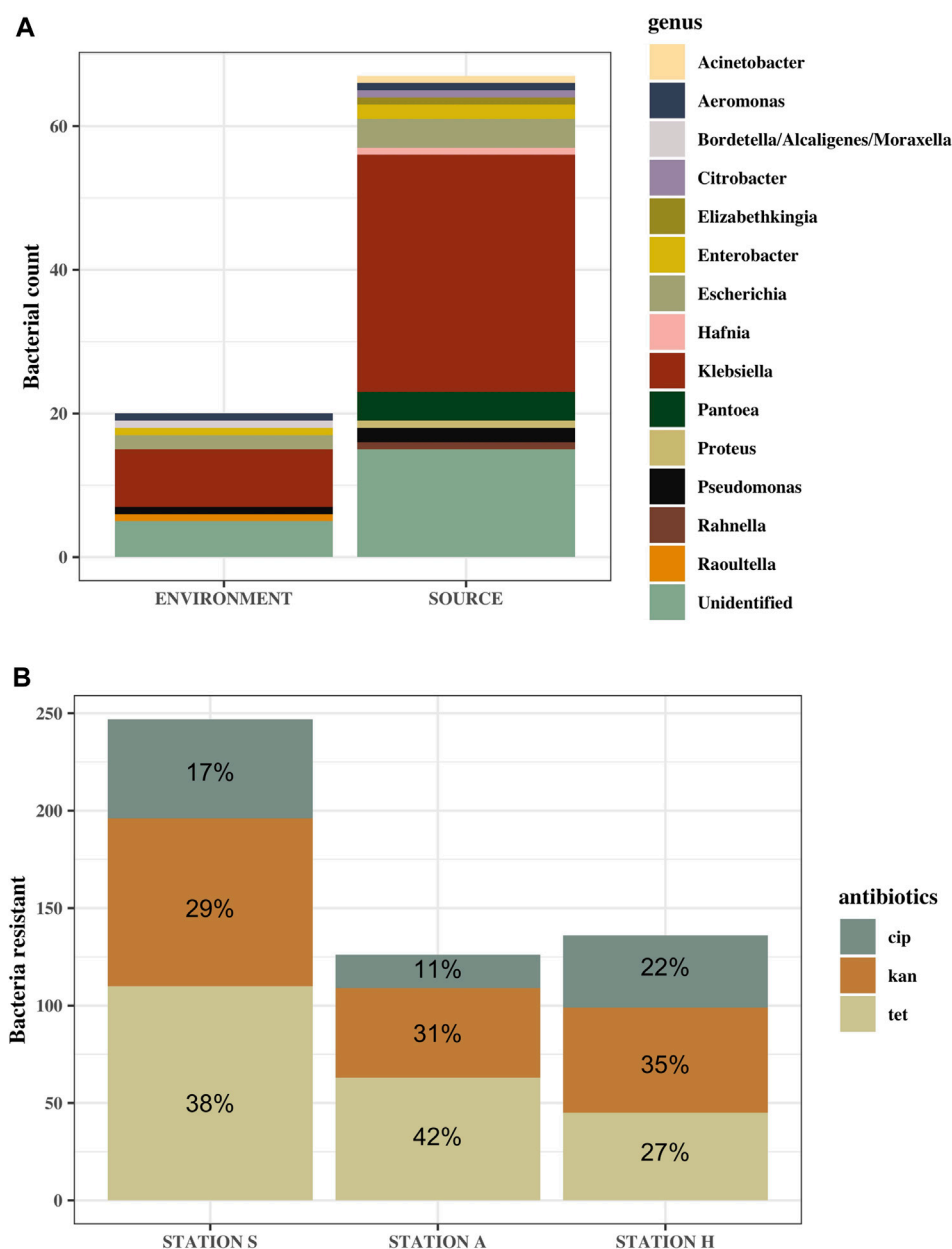 A
genus
Acinetobacter
Aeromonas
Bordetella/Alcaligenes/Moraxella
Citrobacter
Elizabethkingia
Enterobacter
Escherichia
Hafnia
Klebsiella
Pantoea
Proteus
Pseudomonas
Rahnella
Raoultella
Unidentified
Bacterial count
60
40
20
0
ENVIRONMENT SOURCE
B
Bacteria resistant
250
200
150
100
50
0
17%
29%
38%
11%
31%
42%
22%
35%
27%
STATION S STATION A STATION H
antibiotics
cip
kan
tet